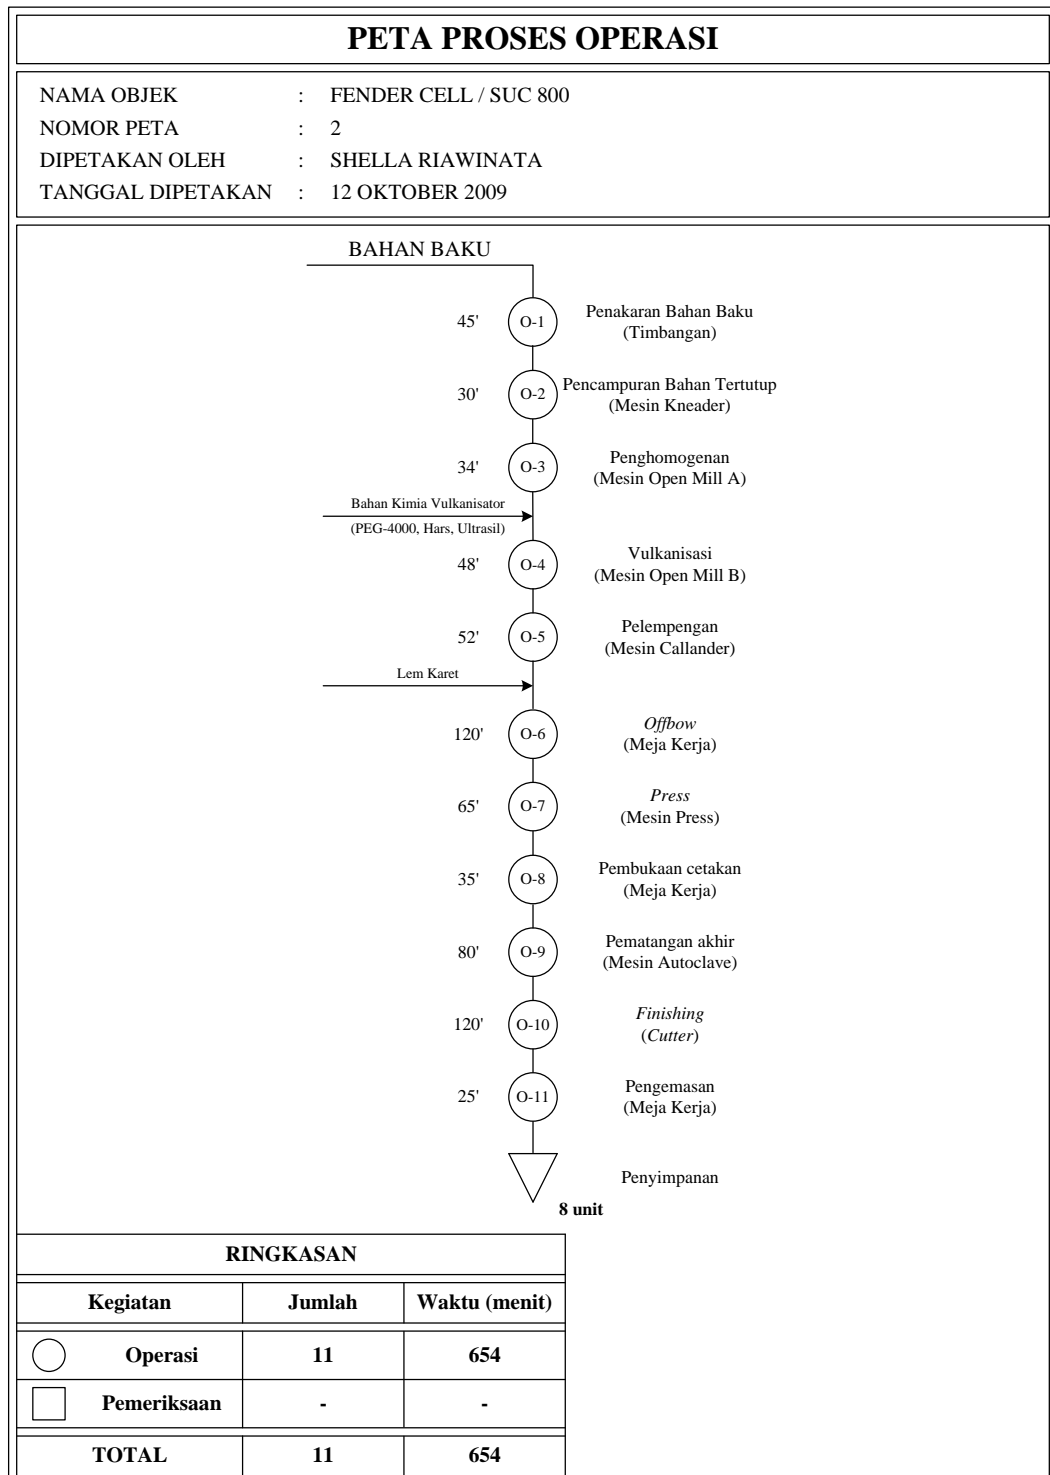 PETA PROSES OPERASI
NAMA OBJEK : FENDER CELL / SUC 800
NOMOR PETA : 2
DIPETAKAN OLEH : SHELLA RIAWINATA
TANGGAL DIPETAKAN : 12 OKTOBER 2009
BAHAN BAKU
45' O-1 Penakaran Bahan Baku
(Timbangan)
30' O-2 Pencampuran Bahan Tertutup
(Mesin Kneader)
34' O-3 Penghomogenan
(Mesin Open Mill A)
Bahan Kimia Vulkanisator
(PEG-4000, Hars, Ultrasil)
48' O-4 Vulkanisasi
(Mesin Open Mill B)
52' O-5 Pelempengan
(Mesin Callander)
Lem Karet
120' O-6 Offbow
(Meja Kerja)
65' O-7 Press
(Mesin Press)
35' O-8 Pembukaan cetakan
(Meja Kerja)
80' O-9 Pematangan akhir
(Mesin Autoclave)
120' O-10 Finishing
(Cutter)
25' O-11 Pengemasan
(Meja Kerja)
Penyimpanan
8 unit
RINGKASAN
Kegiatan Jumlah Waktu (menit)
Operasi 11 654
Pemeriksaan - -
TOTAL 11 654